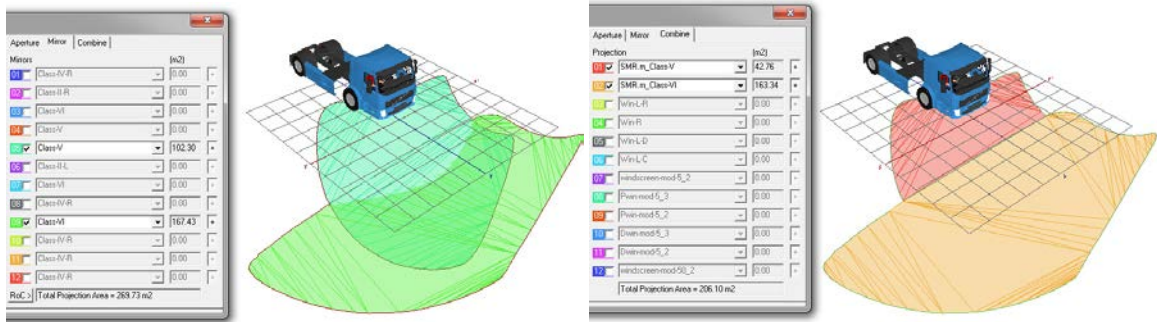 Aperture Mirror Combine
Mirrors (m2)
01 Class-IV-R 0.00
02 Class-II-R 0.00
03 Class-VI 0.00
04 Class-V 0.00
05 Class-V 102.30
06 Class-II-L 0.00
07 Class-VI 0.00
08 Class-IV-R 0.00
09 Class-VI 167.43
10 Class-IV-R 0.00
11 Class-IV-R 0.00
12 Class-IV-R 0.00
RoC > Total Projection Area = 269.73 m2
Aperture Mirror Combine
Projection (m2)
01 SMR.m_Class-V 42.76
02 SMR.m_Class-VI 163.34
03 Win-L-R 0.00
04 Win-R 0.00
05 Win-L-D 0.00
06 Win-L-C 0.00
07 windscreen-mod-5_2 0.00
08 Pwin-mod-5_3 0.00
09 Pwin-mod-5_2 0.00
10 Dwin-mod-5_3 0.00
11 Dwin-mod-5_2 0.00
12 windscreen-mod-50_2 0.00
Total Projection Area = 206.10 m2